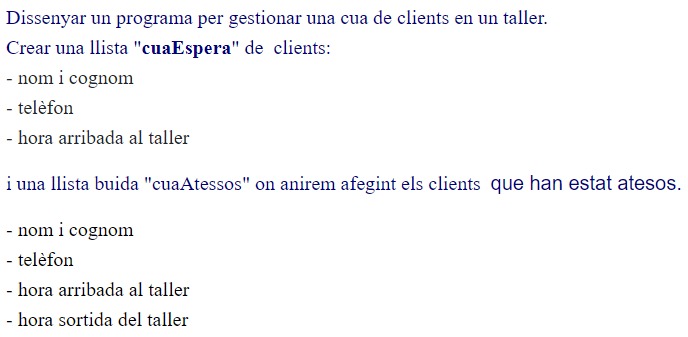 Dissenyar un programa per gestionar una cua de clients en un taller.
Crear una llista "cuaEspera" de clients:
- nom i cognom
- telèfon
- hora arribada al taller
i una llista buida "cuaAtessos" on anirem afegint els clients que han estat atesos.
- nom i cognom
- telèfon
- hora arribada al taller
- hora sortida del taller